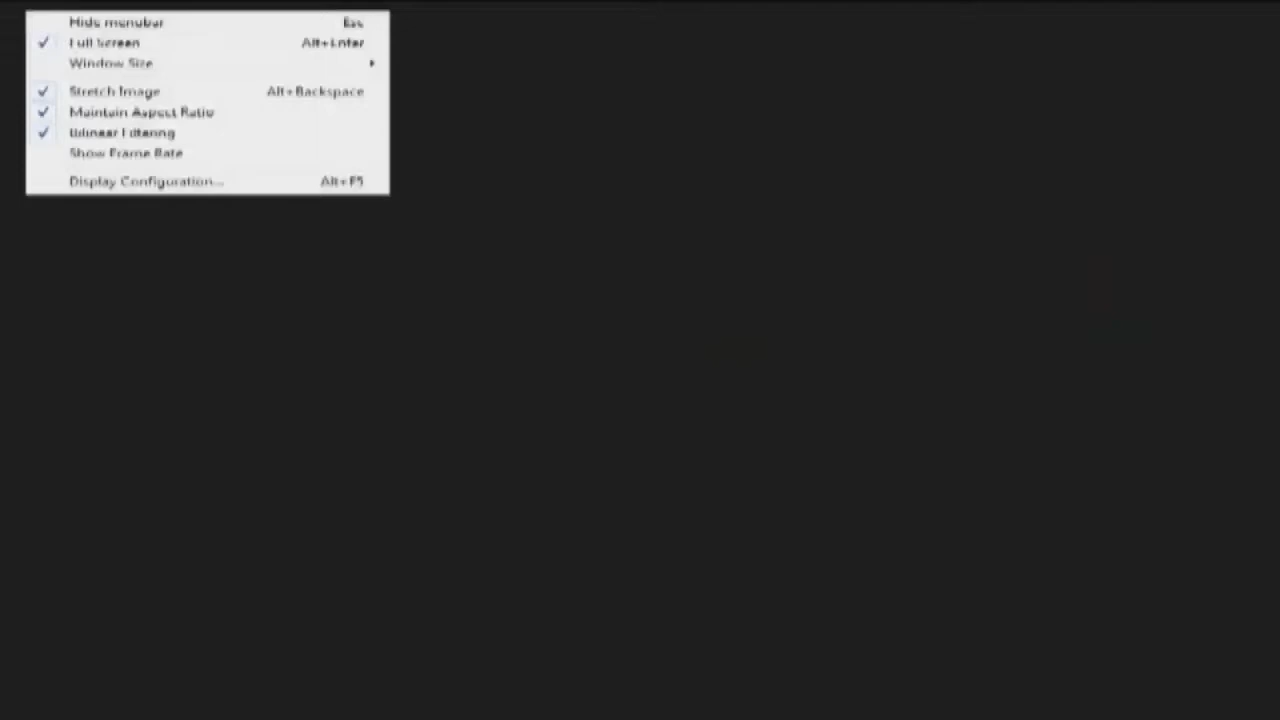 Hide menubar Esc
Full Screen Alt+Enter
Window Size
Stretch Image Alt+Backspace
Maintain Aspect Ratio
Bilinear Filtering
Show Frame Rate
Display Configuration... Alt+F5